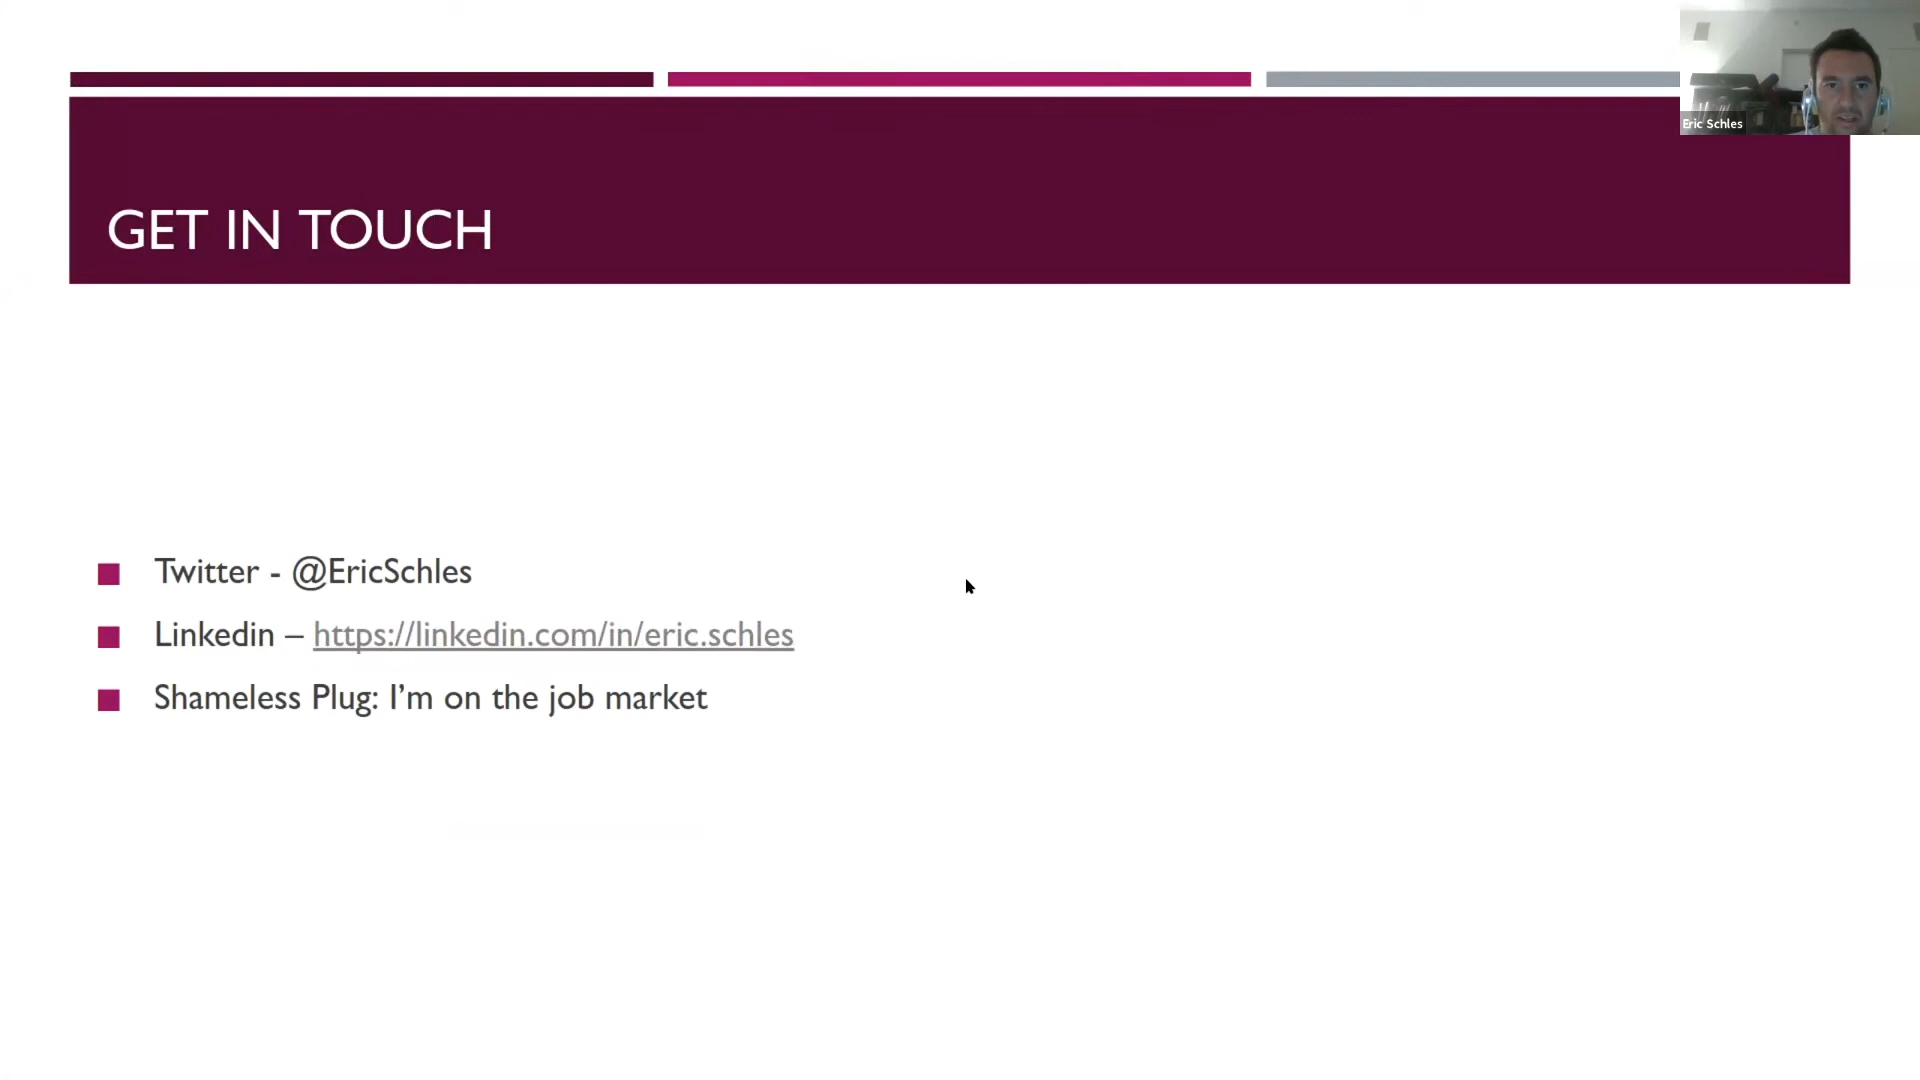 Eric Schles
GET IN TOUCH
Twitter - @EricSchles
Linkedin – https://linkedin.com/in/eric.schles
Shameless Plug: I’m on the job market